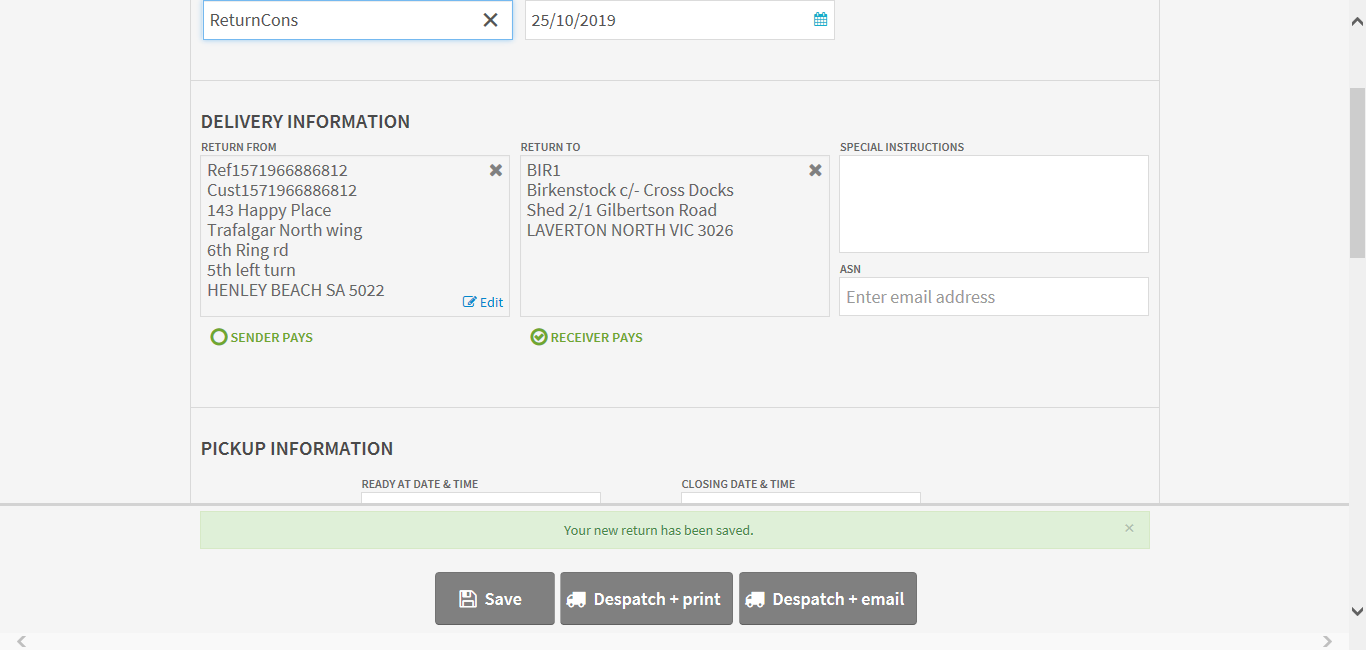 ReturnCons
25/10/2019
DELIVERY INFORMATION
RETURN FROM
Ref1571966886812
Cust1571966886812
143 Happy Place
Trafalgar North wing
6th Ring rd
5th left turn
HENLEY BEACH SA 5022
Edit
SENDER PAYS
RETURN TO
BIR1
Birkenstock c/- Cross Docks
Shed 2/1 Gilbertson Road
LAVERTON NORTH VIC 3026
RECEIVER PAYS
SPECIAL INSTRUCTIONS
ASN
Enter email address
PICKUP INFORMATION
READY AT DATE & TIME
CLOSING DATE & TIME
Your new return has been saved.
Save
Despatch + print
Despatch + email